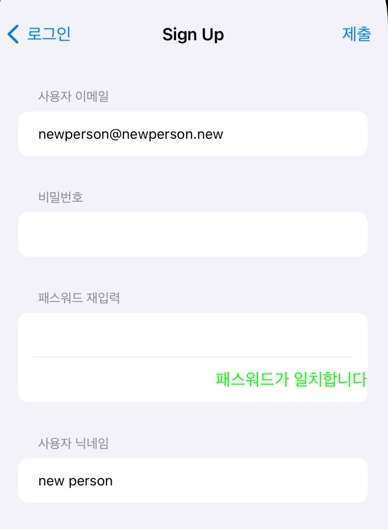 로그인 Sign Up 제출
사용자 이메일
newperson@newperson.new
비밀번호
패스워드 재입력
패스워드가 일치합니다
사용자 닉네임
new person